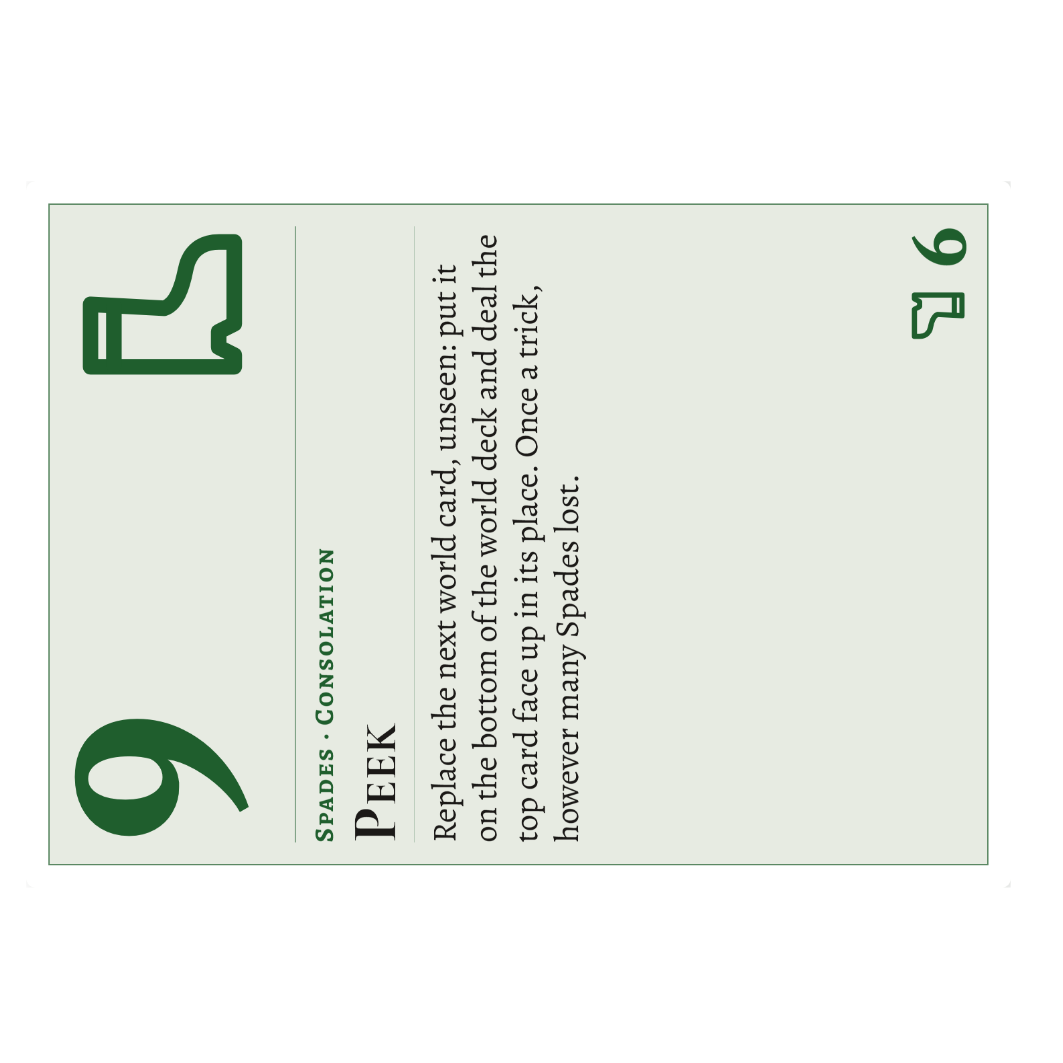 9
SPADES · CONSOLATION
PEEK
Replace the next world card, unseen: put it
on the bottom of the world deck and deal the
top card face up in its place. Once a trick,
however many Spades lost.
9